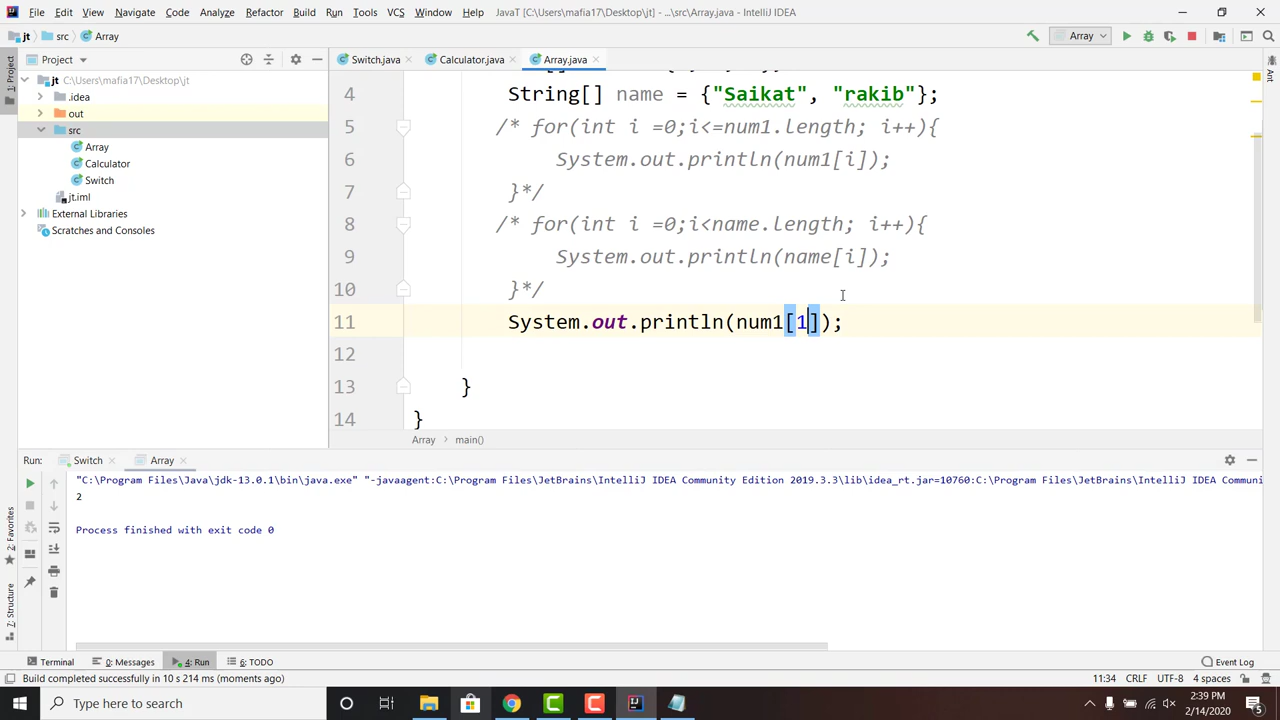 File Edit View Navigate Code Analyze Refactor Build Run Tools VCS Window Help JavaT [C:\Users\mafia17\Desktop\jt] - ...\src\Array.java - IntelliJ IDEA
jt src Array
Array
Project
Switch.java Calculator.java Array.java
1: Project
Ant
jt C:\Users\mafia17\Desktop\jt
.idea
out
src
Array
Calculator
Switch
jt.iml
External Libraries
Scratches and Consoles
4 String[] name = {"Saikat", "rakib"};
5 /* for(int i =0;i<=num1.length; i++){
6 System.out.println(num1[i]);
7 }*/
8 /* for(int i =0;i<name.length; i++){
9 System.out.println(name[i]);
10 }*/
11 System.out.println(num1[1]);
12
13 }
14 }
Array main()
Run: Switch Array
"C:\Program Files\Java\jdk-13.0.1\bin\java.exe" "-javaagent:C:\Program Files\JetBrains\IntelliJ IDEA Community Edition 2019.3.3\lib\idea_rt.jar=10760:C:\Program Files\JetBrains\IntelliJ IDEA Communi
2
Process finished with exit code 0
2: Favorites
7: Structure
Terminal 0: Messages 4: Run 6: TODO Event Log
Build completed successfully in 10 s 214 ms (moments ago) 11:34 CRLF UTF-8 4 spaces
Type here to search
2:39 PM
2/14/2020
5